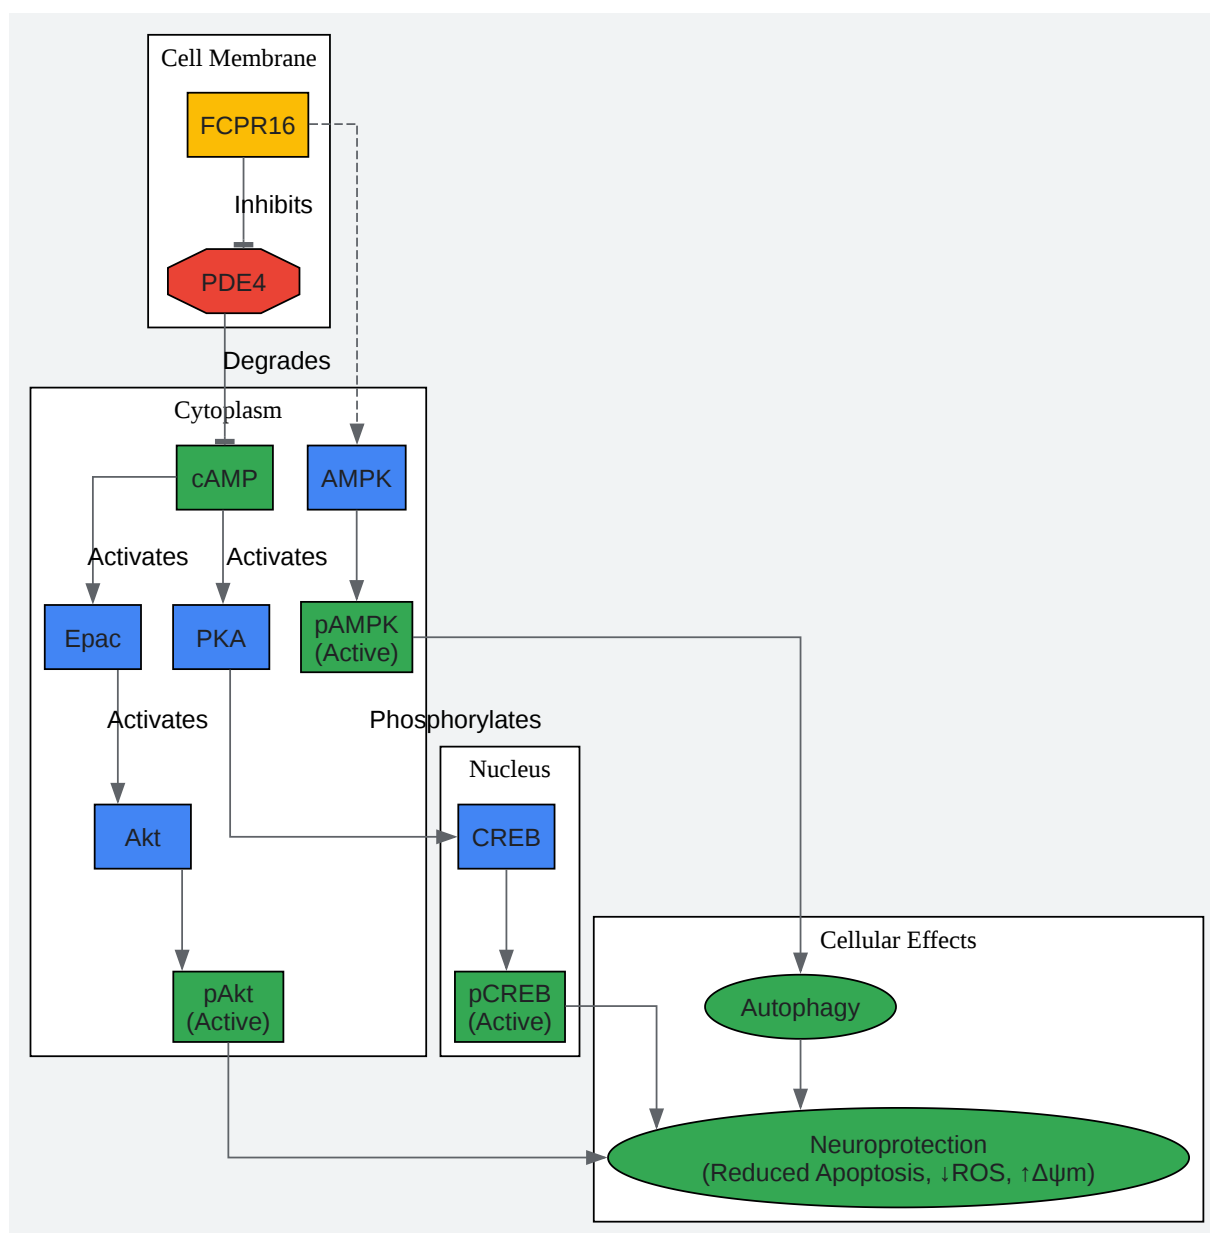 Cell Membrane
FCPR16
Inhibits
PDE4
Degrades
Cytoplasm
cAMP
AMPK
Activates
Activates
Epac
PKA
pAMPK
(Active)
Activates
Phosphorylates
Nucleus
Akt
CREB
Cellular Effects
pAkt
(Active)
pCREB
(Active)
Autophagy
Neuroprotection
(Reduced Apoptosis, ↓ROS, ↑Δψm)